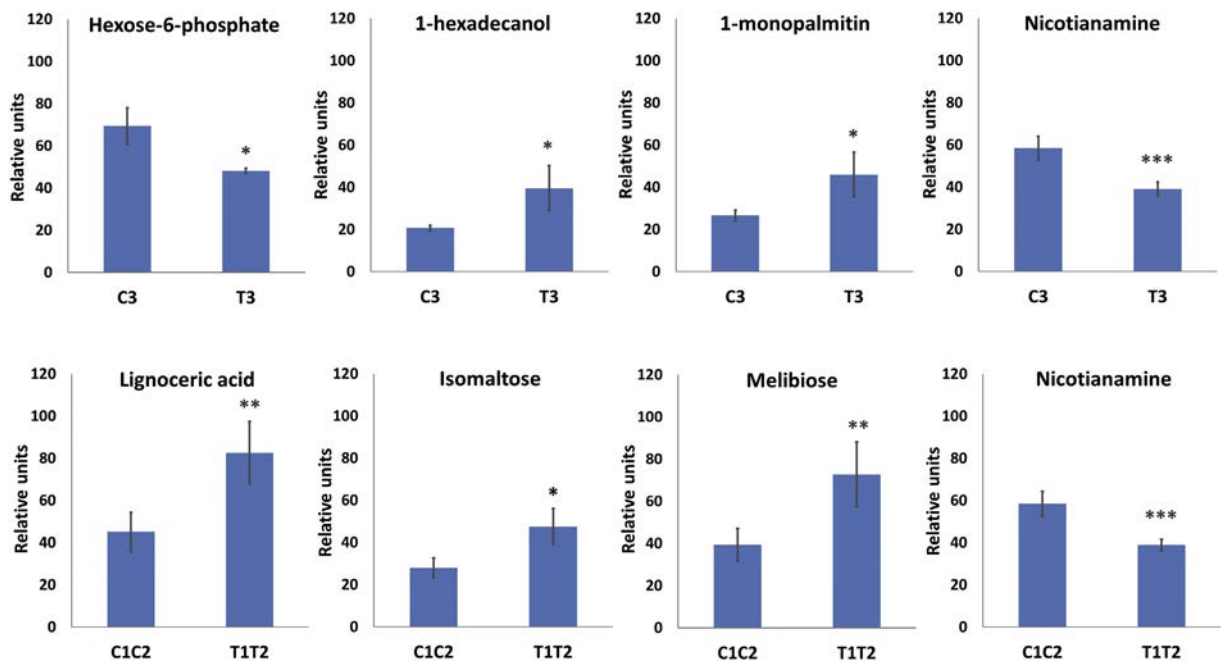 Hexose-6-phosphate
Relative units
120
100
80
60
40
20
0
*
C3 T3
1-hexadecanol
Relative units
120
100
80
60
40
20
0
*
C3 T3
1-monopalmitin
Relative units
120
100
80
60
40
20
0
*
C3 T3
Nicotianamine
Relative units
120
100
80
60
40
20
0
***
C3 T3
Lignoceric acid
Relative units
120
100
80
60
40
20
0
**
C1C2 T1T2
Isomaltose
Relative units
120
100
80
60
40
20
0
*
C1C2 T1T2
Melibiose
Relative units
120
100
80
60
40
20
0
**
C1C2 T1T2
Nicotianamine
Relative units
120
100
80
60
40
20
0
***
C1C2 T1T2